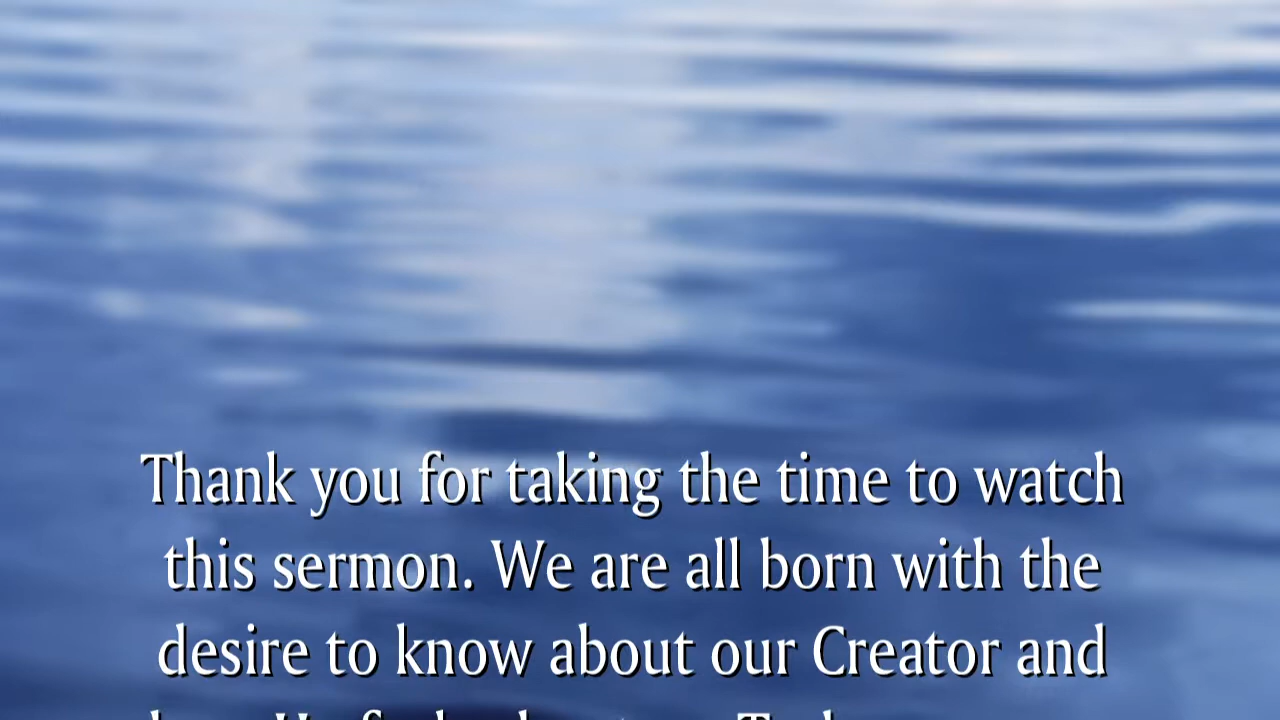 Thank you for taking the time to watch
this sermon. We are all born with the
desire to know about our Creator and